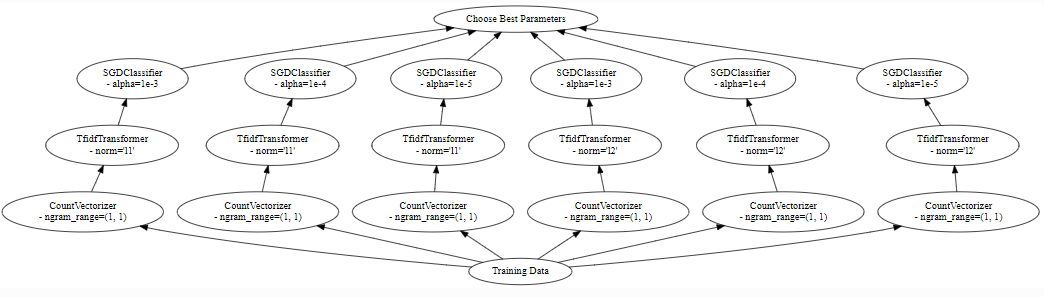 Choose Best Parameters
SGDClassifier
- alpha=1e-3
SGDClassifier
- alpha=1e-4
SGDClassifier
- alpha=1e-5
SGDClassifier
- alpha=1e-3
SGDClassifier
- alpha=1e-4
SGDClassifier
- alpha=1e-5
TfidfTransformer
- norm='l1'
TfidfTransformer
- norm='l1'
TfidfTransformer
- norm='l1'
TfidfTransformer
- norm='l2'
TfidfTransformer
- norm='l2'
TfidfTransformer
- norm='l2'
CountVectorizer
- ngram_range=(1, 1)
CountVectorizer
- ngram_range=(1, 1)
CountVectorizer
- ngram_range=(1, 1)
CountVectorizer
- ngram_range=(1, 1)
CountVectorizer
- ngram_range=(1, 1)
CountVectorizer
- ngram_range=(1, 1)
Training Data